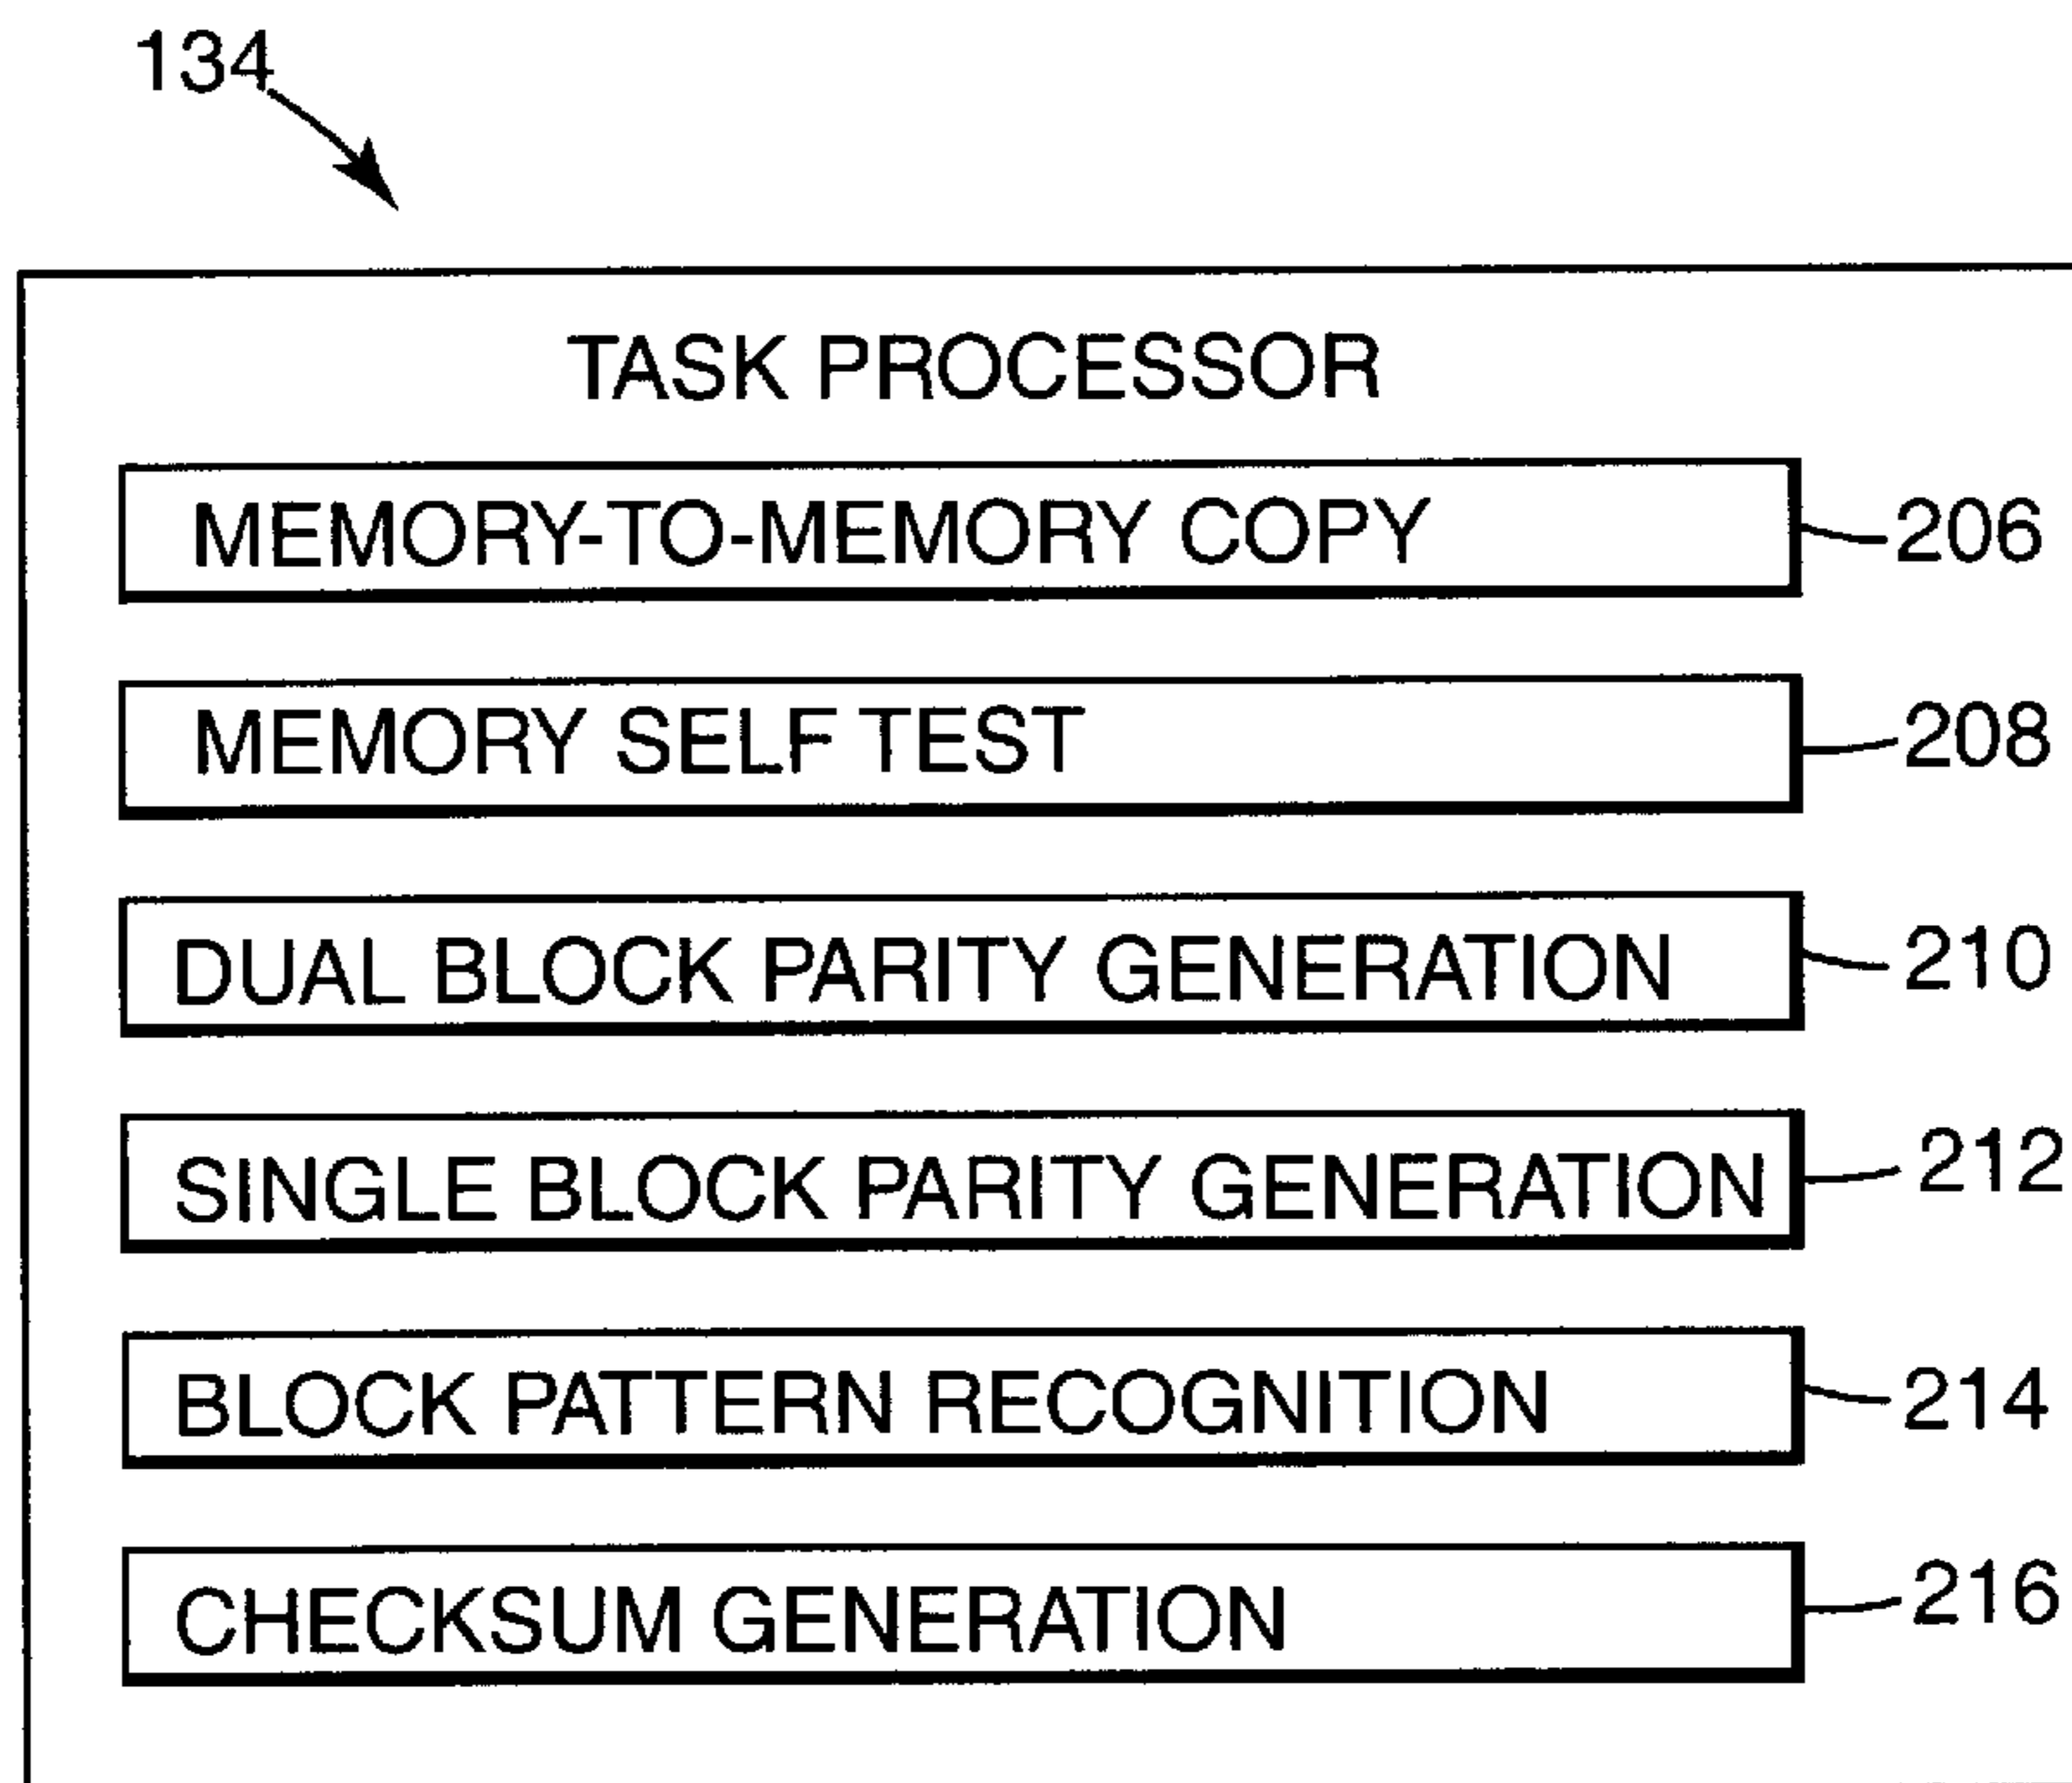 134
TASK PROCESSOR
MEMORY-TO-MEMORY COPY 206
MEMORY SELF TEST 208
DUAL BLOCK PARITY GENERATION 210
SINGLE BLOCK PARITY GENERATION 212
BLOCK PATTERN RECOGNITION 214
CHECKSUM GENERATION 216